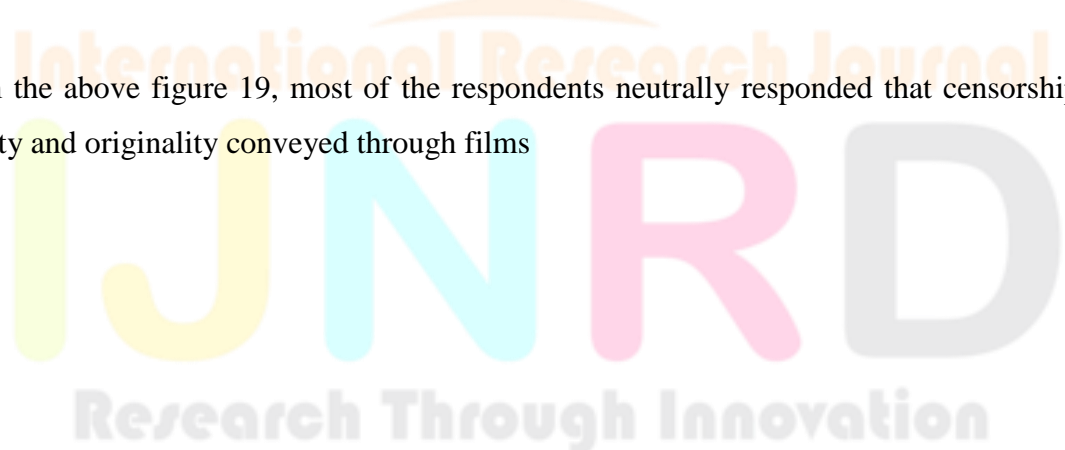 International Research Journal
the above figure 19, most of the respondents neutrally responded that censorship
ty and originality conveyed through films
IJNRD
Research Through Innovation